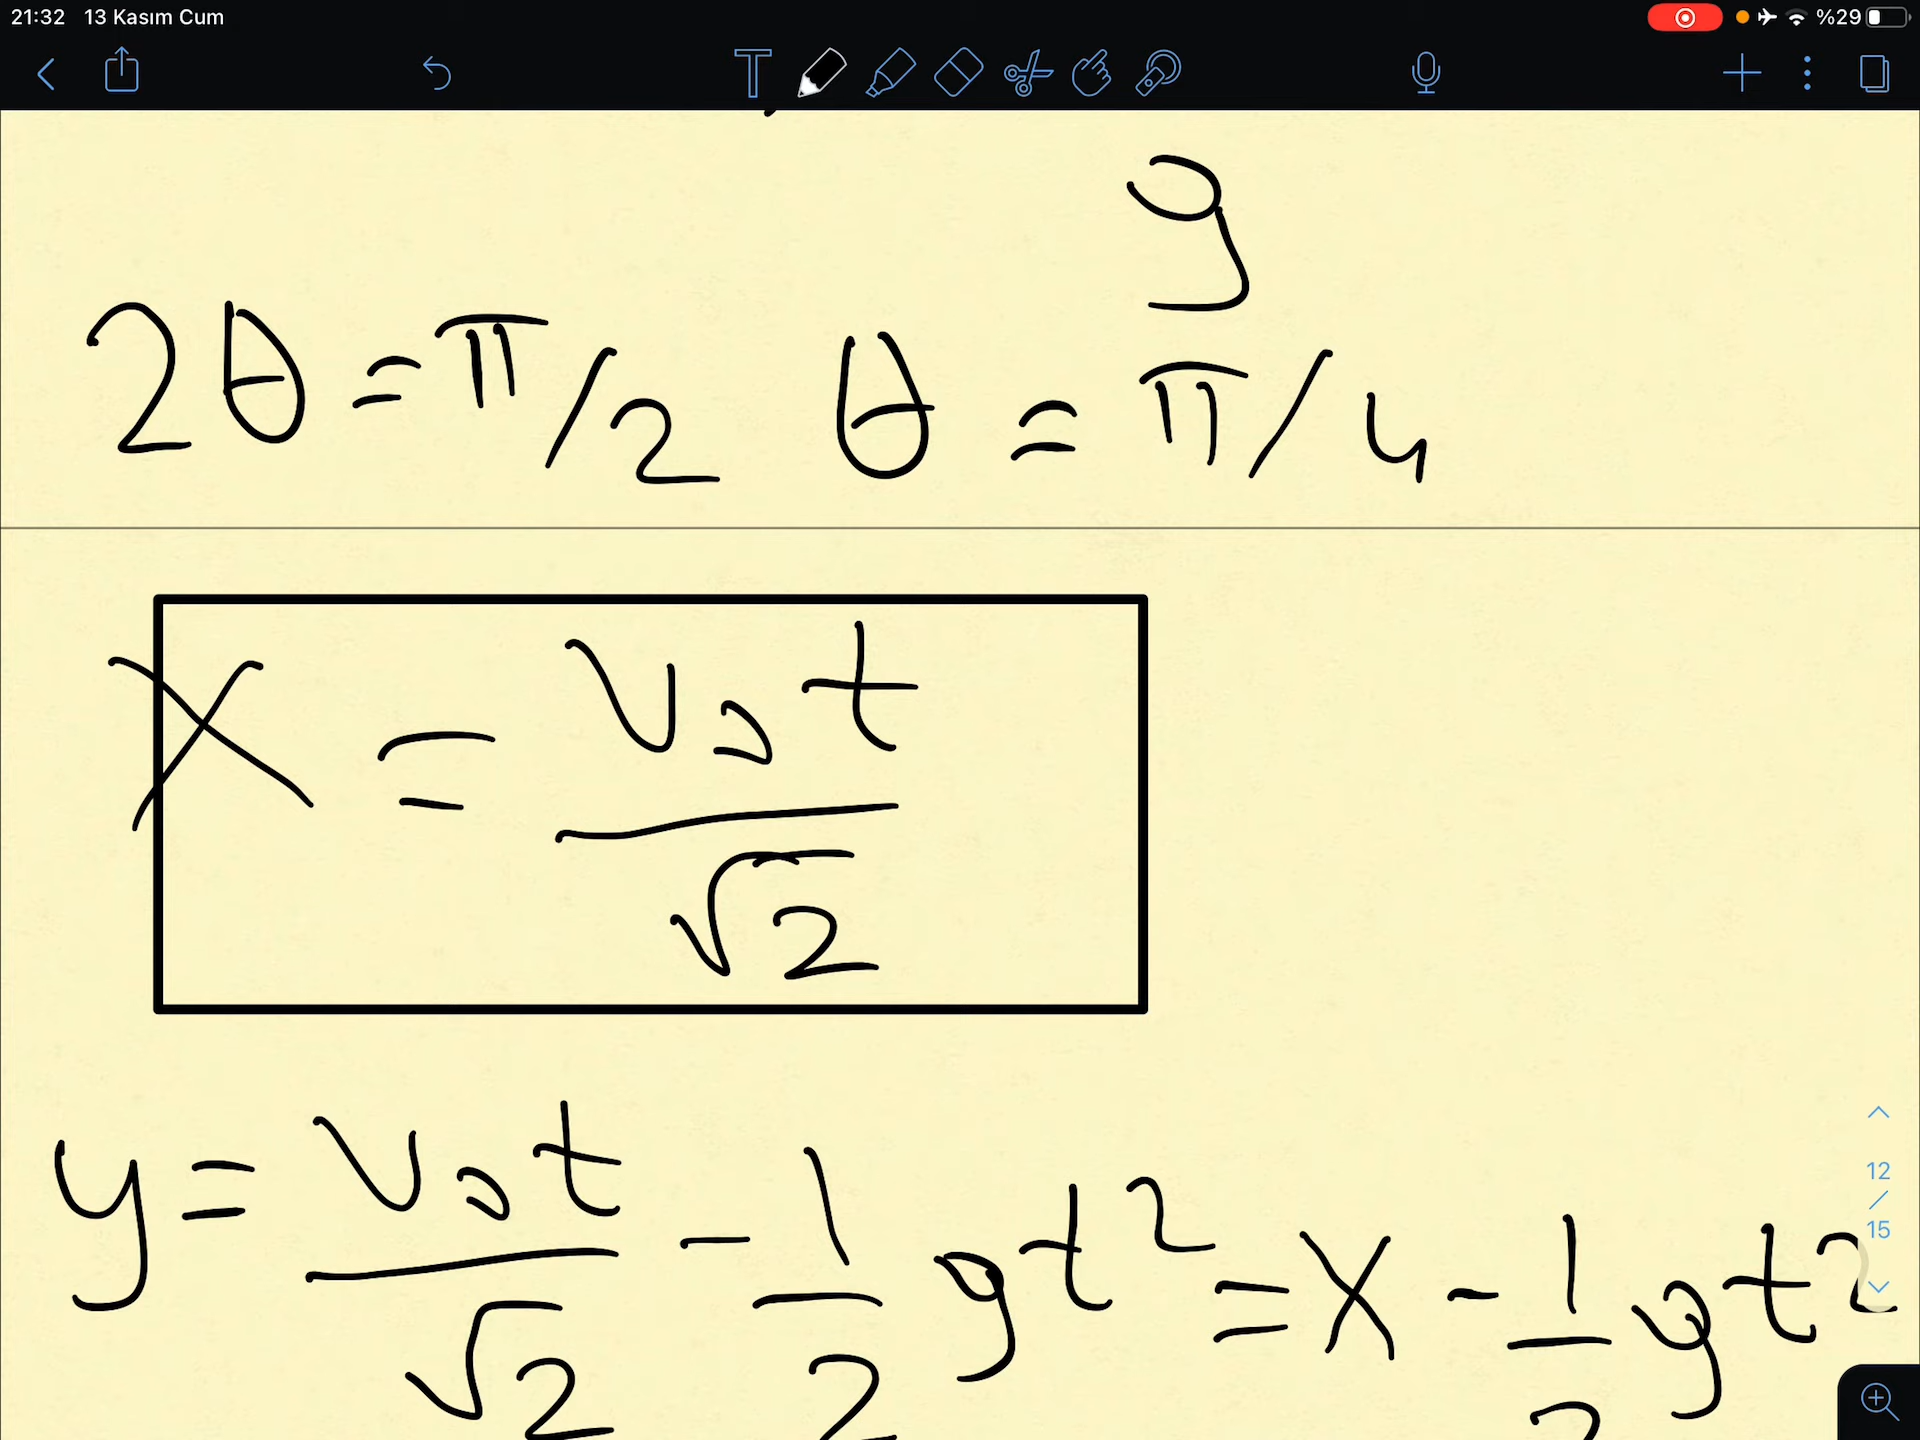 21:32 13 Kasım Cum %29
T
g
2θ = π/2 θ = π/4
x = v₀t / √2
y = v₀t / √2 - 1/2 gt² = x - 1/2 gt²
12
/
15